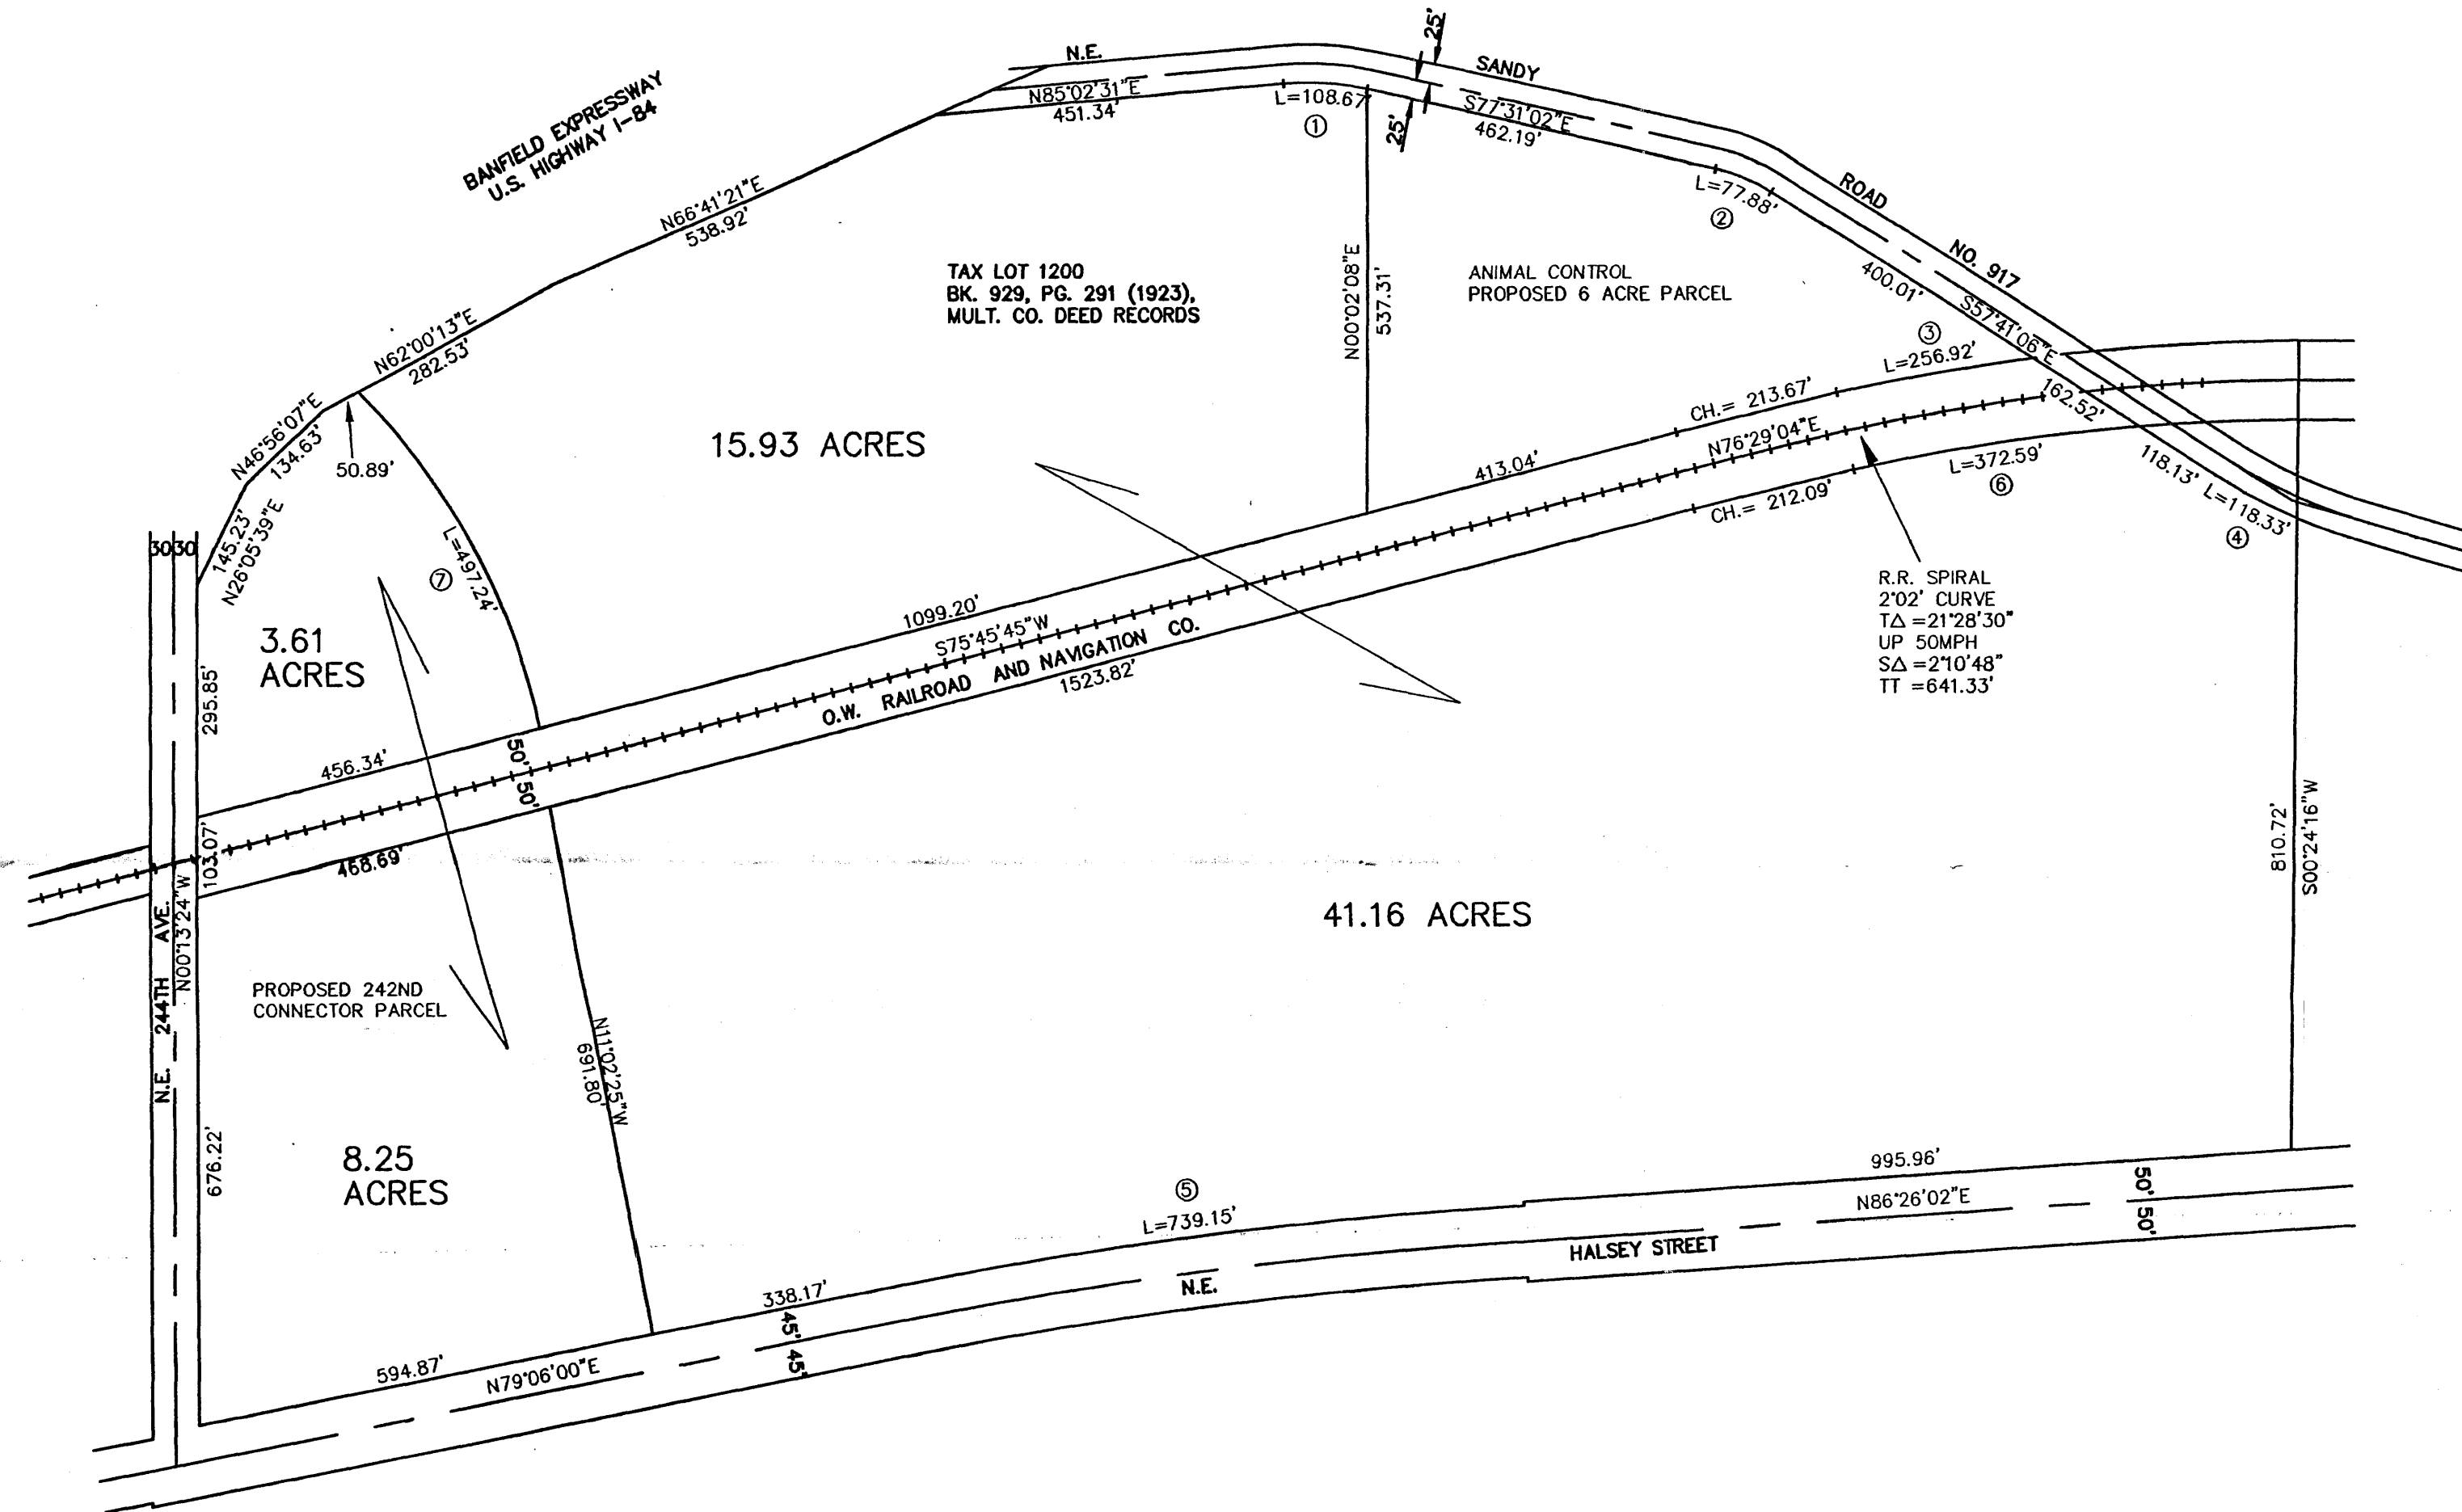 25'
N.E.
SANDY
N85°02'31"E
451.34'
L=108.67'
①
25'
S77°31'02"E
462.19'
BANFIELD EXPRESSWAY
U.S. HIGHWAY I-84
L=77.88'
②
ROAD
N66°41'21"E
538.92'
NO. 917
TAX LOT 1200
BK. 929, PG. 291 (1923),
MULT. CO. DEED RECORDS
N00°02'08"E
537.31'
ANIMAL CONTROL
PROPOSED 6 ACRE PARCEL
400.01'
S57°41'06"E
③
L=256.92'
N62°00'13"E
282.53'
CH.= 213.67'
162.52'
N46°56'07"E
134.63'
50.89'
15.93 ACRES
N76°29'04"E
413.04'
118.13'
L=372.59'
⑥
L=118.33'
④
CH.= 212.09'
3030
145.23'
N26°05'39"E
L=497.24'
⑦
R.R. SPIRAL
2°02' CURVE
T△ =21°28'30"
UP 50MPH
S△ =2°10'48"
TT =641.33'
3.61
ACRES
1099.20'
S75°45'45"W
O.W. RAILROAD AND NAVIGATION CO.
1523.82'
295.85'
456.34'
50' 50'
103.07'
468.69'
810.72'
S00°24'16"W
N.E. 244TH AVE.
N00°13'24"W
41.16 ACRES
PROPOSED 242ND
CONNECTOR PARCEL
N11°02'25"W
691.80'
676.22'
8.25
ACRES
⑤
L=739.15'
995.96'
N86°26'02"E
50' 50'
HALSEY STREET
N.E.
338.17'
45' 45'
594.87'
N79°06'00"E